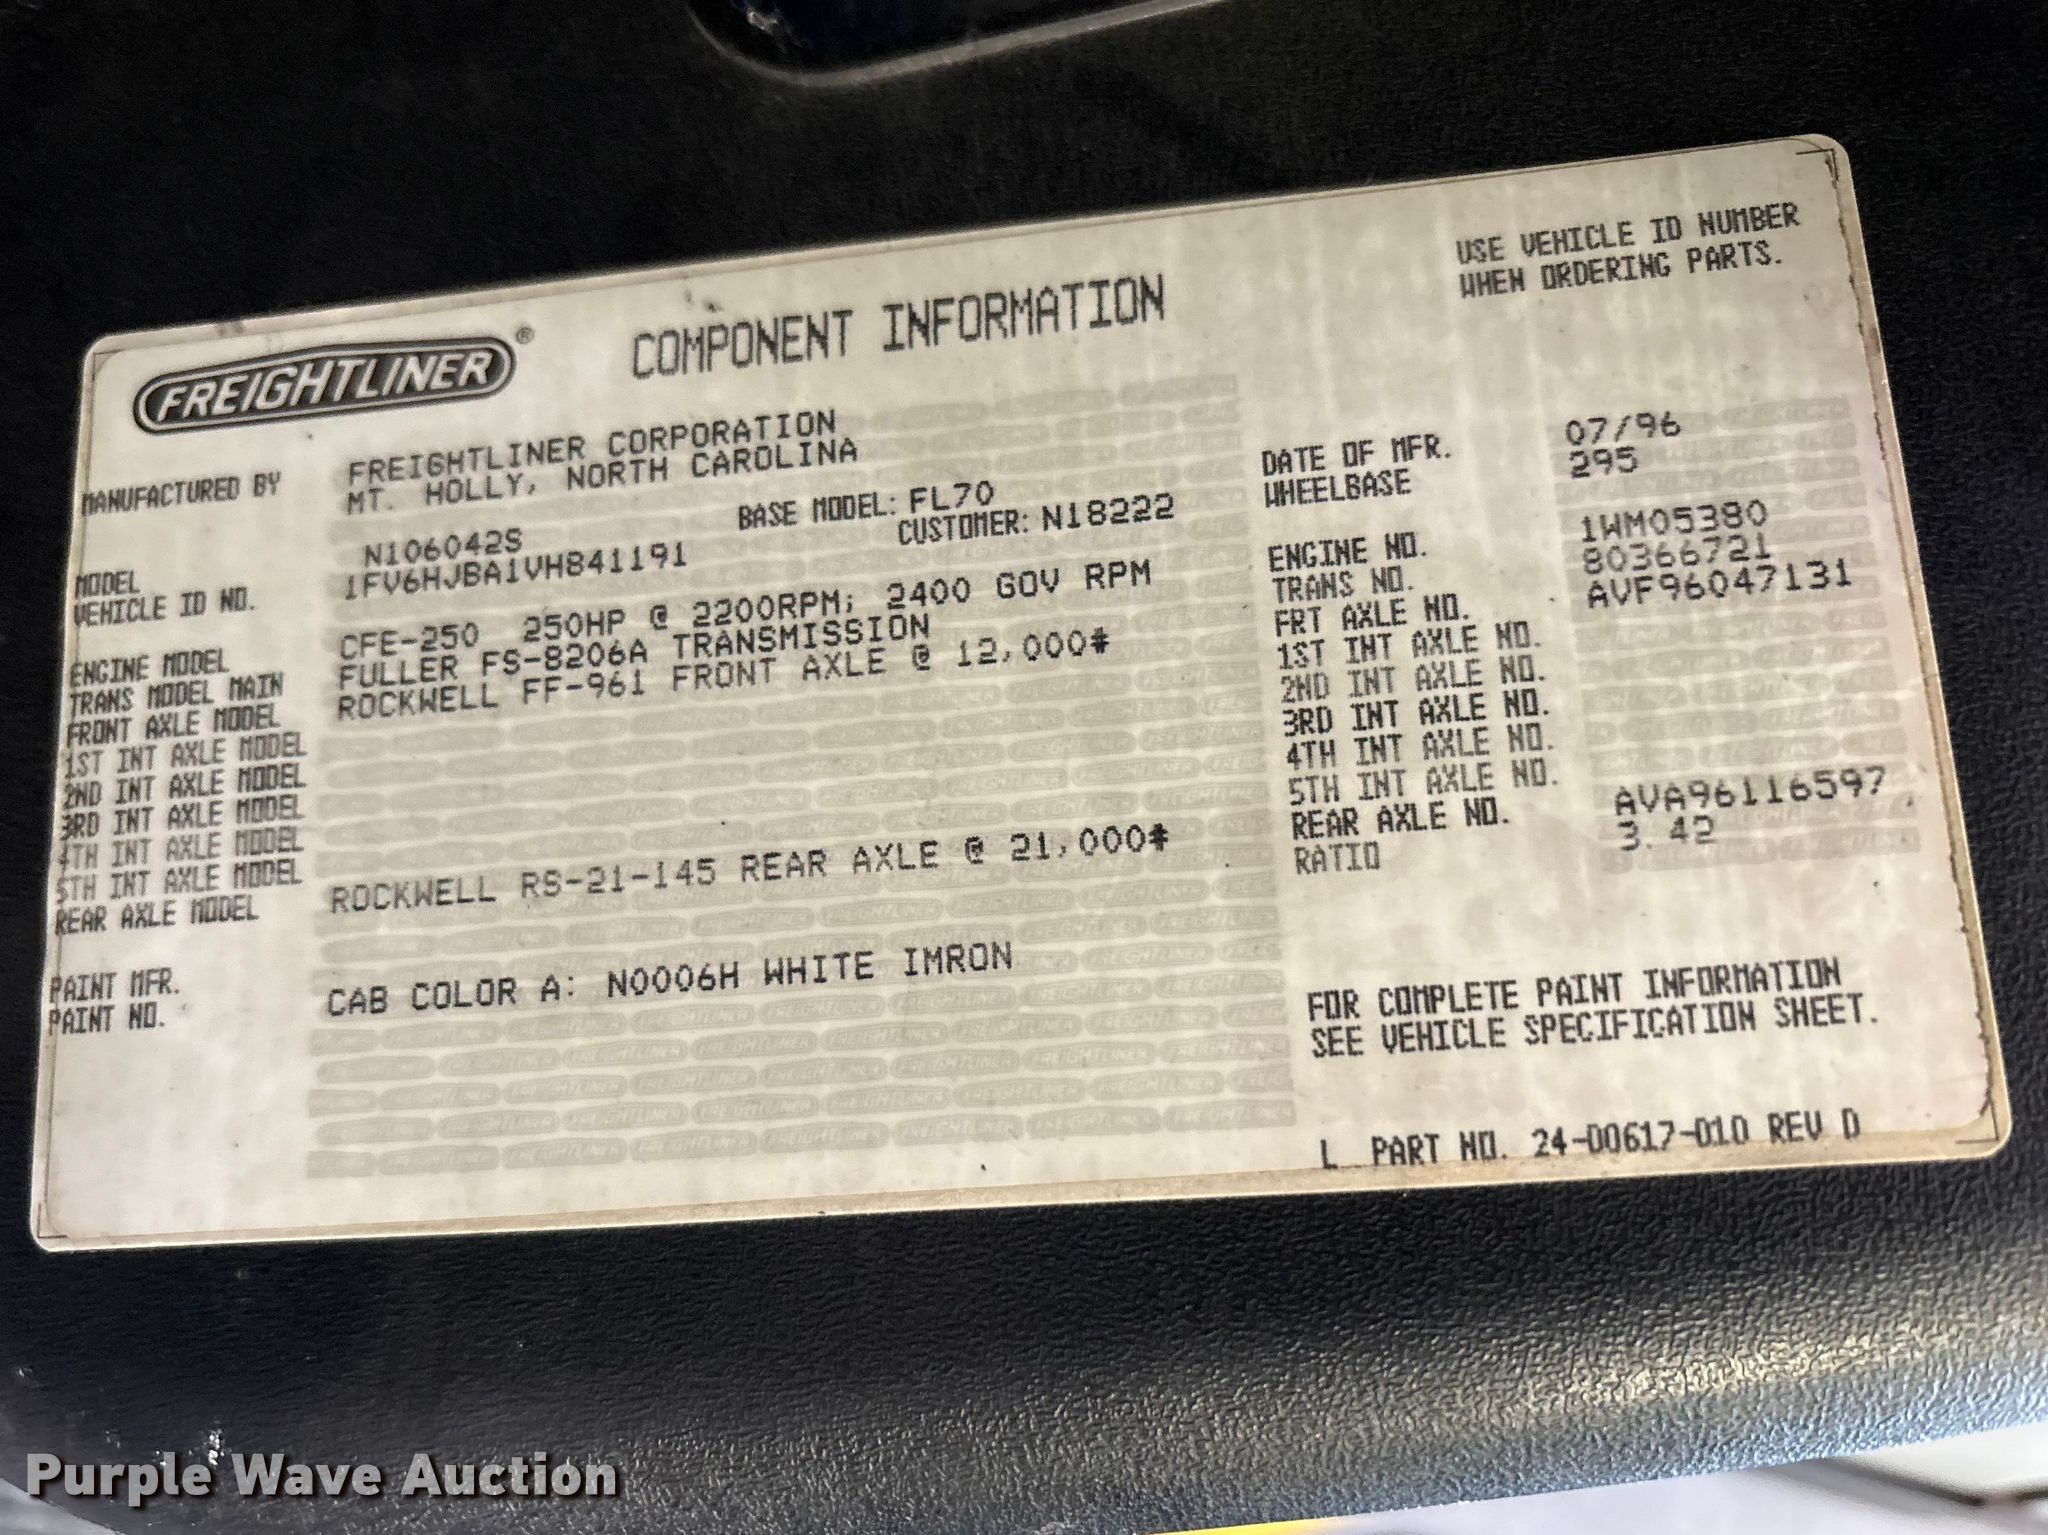 FREIGHTLINER®
COMPONENT INFORMATION
USE VEHICLE ID NUMBER
WHEN ORDERING PARTS.
MANUFACTURED BY FREIGHTLINER CORPORATION
MT. HOLLY, NORTH CAROLINA
MODEL N106042S BASE MODEL: FL70
VEHICLE ID NO. 1FV6HJBA1VH841191 CUSTOMER: N18222
ENGINE MODEL CFE-250 250HP @ 2200RPM; 2400 GOV RPM
TRANS MODEL MAIN FULLER FS-8206A TRANSMISSION
FRONT AXLE MODEL ROCKWELL FF-961 FRONT AXLE @ 12,000#
1ST INT AXLE MODEL
2ND INT AXLE MODEL
3RD INT AXLE MODEL
4TH INT AXLE MODEL
5TH INT AXLE MODEL
REAR AXLE MODEL ROCKWELL RS-21-145 REAR AXLE @ 21,000#
PAINT MFR.
PAINT NO. CAB COLOR A: N0006H WHITE IMRON
DATE OF MFR. 07/96
WHEELBASE 295
ENGINE NO. 1WM05380
TRANS NO. 80366721
FRT AXLE NO. AVF96047131
1ST INT AXLE NO.
2ND INT AXLE NO.
3RD INT AXLE NO.
4TH INT AXLE NO.
5TH INT AXLE NO.
REAR AXLE NO. AVA96116597
RATIO 3.42
FOR COMPLETE PAINT INFORMATION
SEE VEHICLE SPECIFICATION SHEET.
L PART NO. 24-00617-010 REV D
Purple Wave Auction